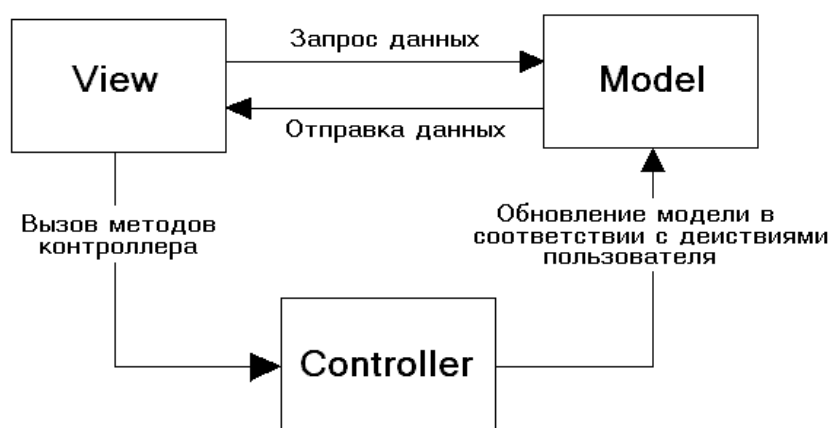 Запрос данных
View
Model
Отправка данных
Вызов методов
контроллера
Обновление модели в
соответствии с деиствиями
пользователя
Controller